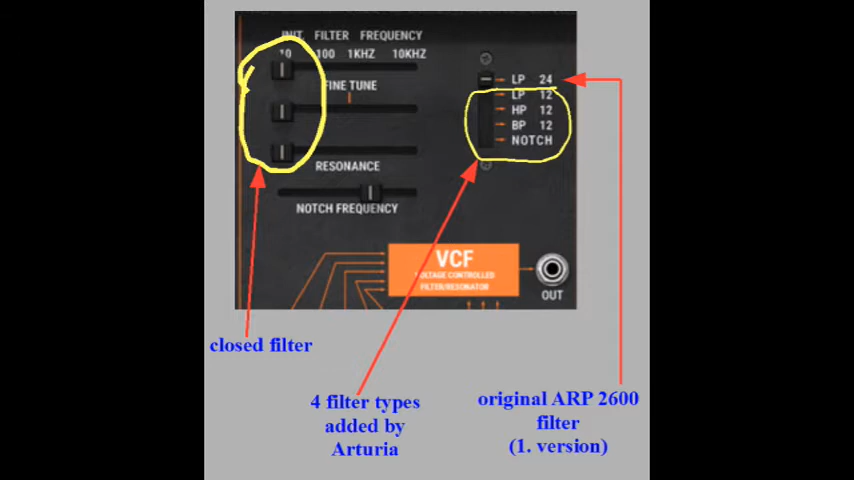 INIT FILTER FREQUENCY
10 100 1KHZ 10KHZ
FINE TUNE
RESONANCE
NOTCH FREQUENCY
LP 24
LP 12
HP 12
BP 12
NOTCH
VCF
VOLTAGE CONTROLLED
FILTER/RESONATOR
OUT
closed filter
4 filter types
added by
Arturia
original ARP 2600
filter
(1. version)